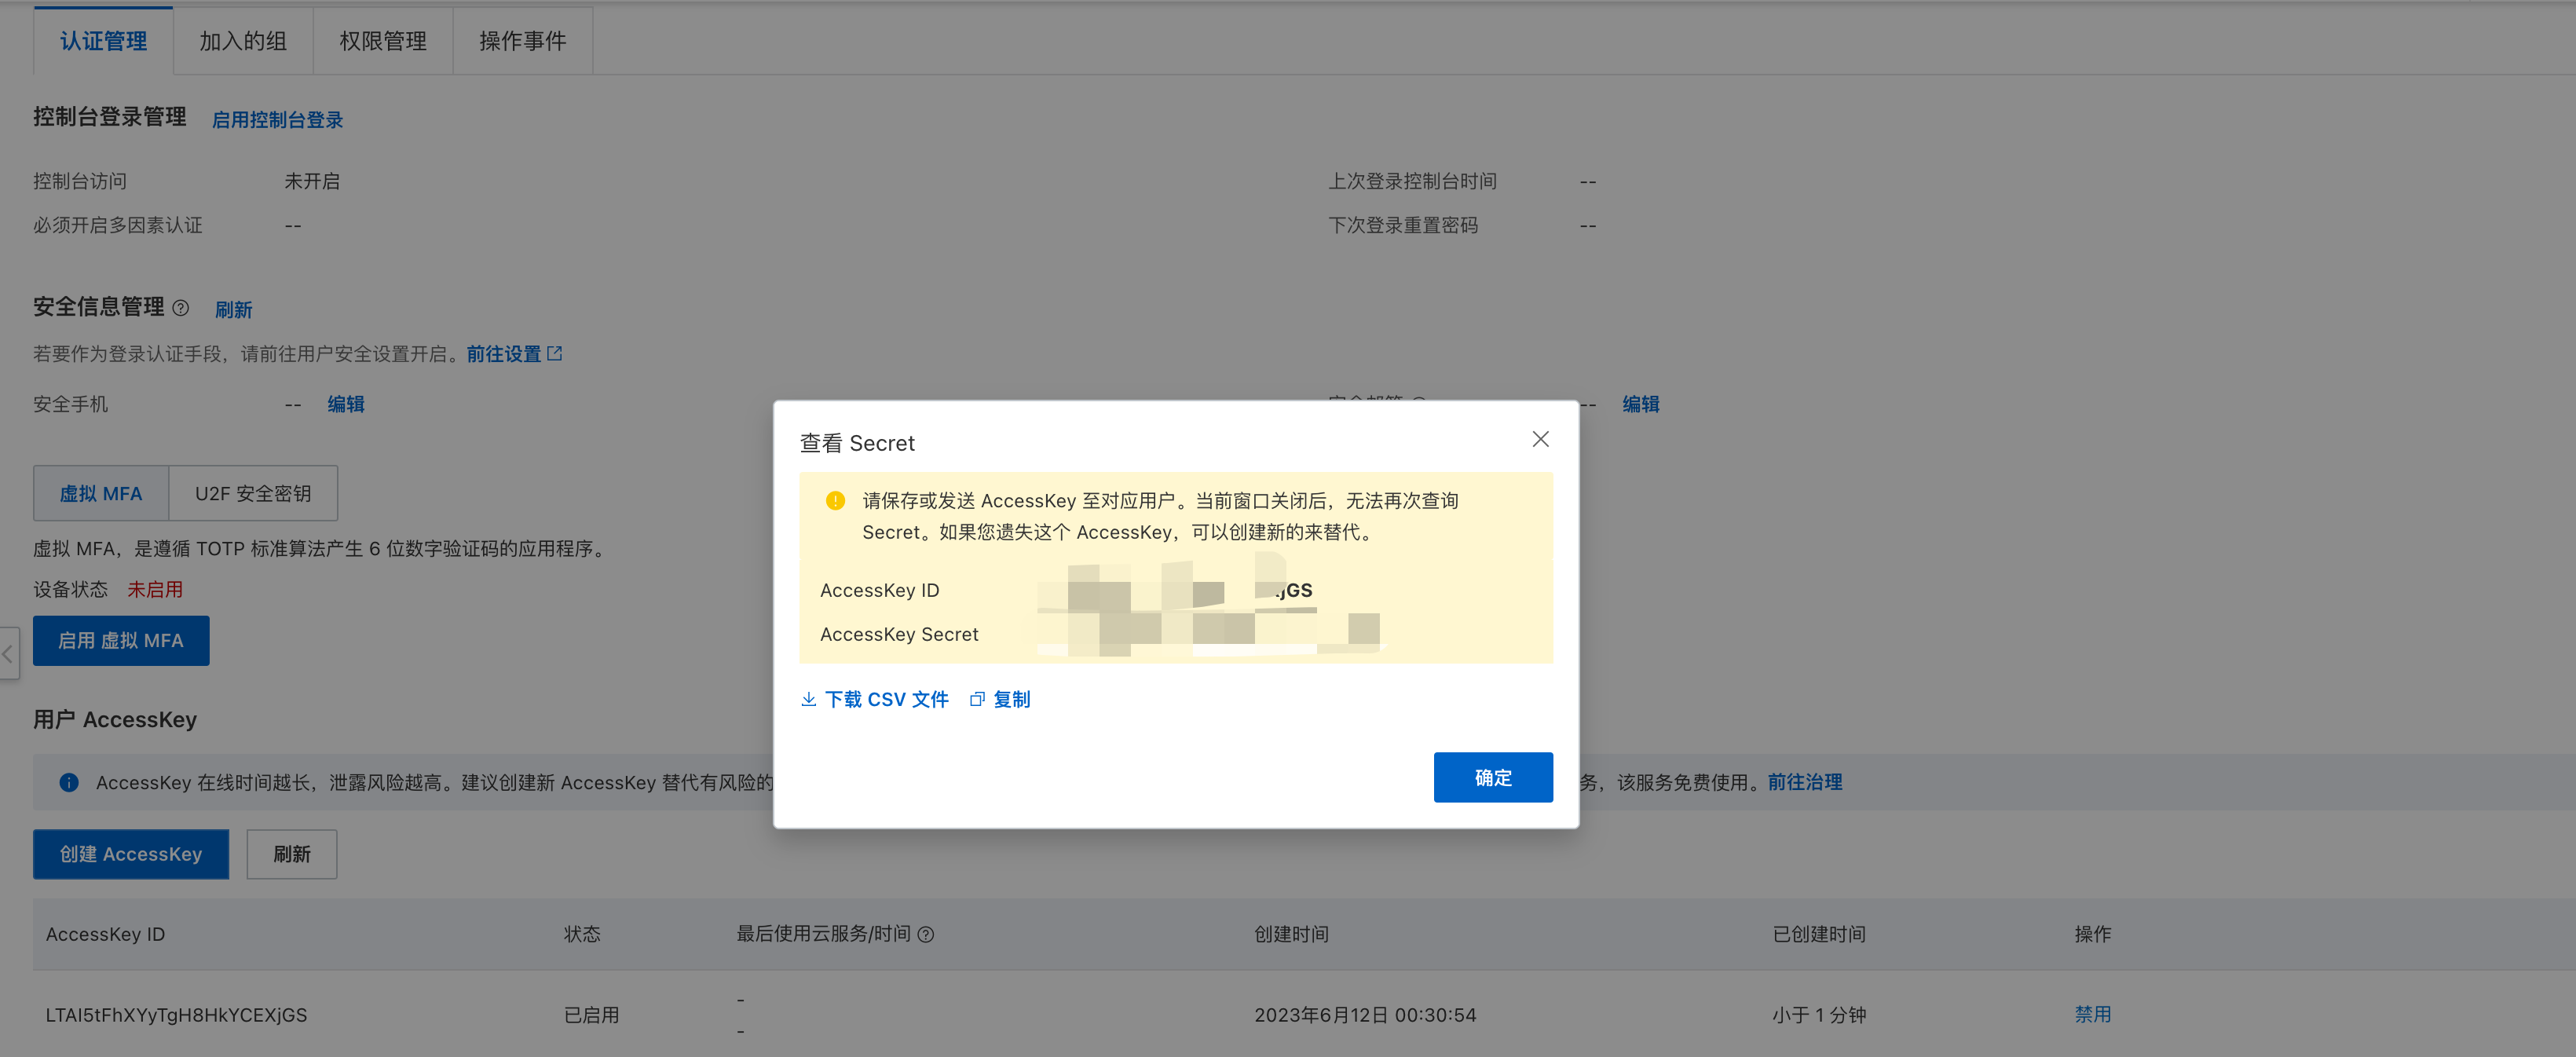 认证管理
加入的组
权限管理
操作事件
控制台登录管理 启用控制台登录
控制台访问 未开启 上次登录控制台时间 --
必须开启多因素认证 -- 下次登录重置密码 --
安全信息管理 刷新
若要作为登录认证手段，请前往用户安全设置开启。前往设置
安全手机 -- 编辑 -- 编辑
虚拟 MFA U2F 安全密钥
虚拟 MFA，是遵循 TOTP 标准算法产生 6 位数字验证码的应用程序。
设备状态 未启用
启用 虚拟 MFA
用户 AccessKey
AccessKey 在线时间越长，泄露风险越高。建议创建新 AccessKey 替代有风险的
务，该服务免费使用。前往治理
创建 AccessKey 刷新
AccessKey ID 状态 最后使用云服务/时间 创建时间 已创建时间 操作
LTAI5tFhXYyTgH8HkYCEXjGS 已启用 - 2023年6月12日 00:30:54 小于 1 分钟 禁用
-
查看 Secret
请保存或发送 AccessKey 至对应用户。当前窗口关闭后，无法再次查询
Secret。如果您遗失这个 AccessKey，可以创建新的来替代。
AccessKey ID jGS
AccessKey Secret
下载 CSV 文件 复制
确定